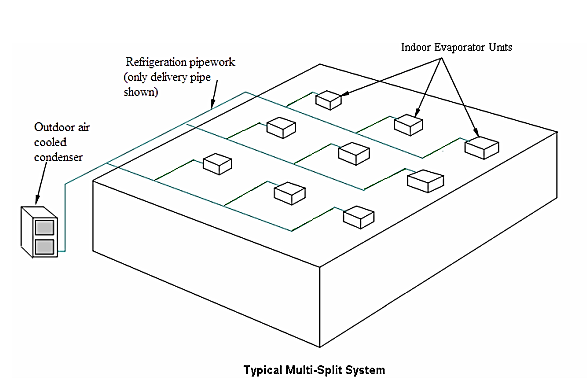 Indoor Evaporator Units
Refrigeration pipework
(only delivery pipe
shown)
Outdoor air
cooled
condenser
Typical Multi-Split System